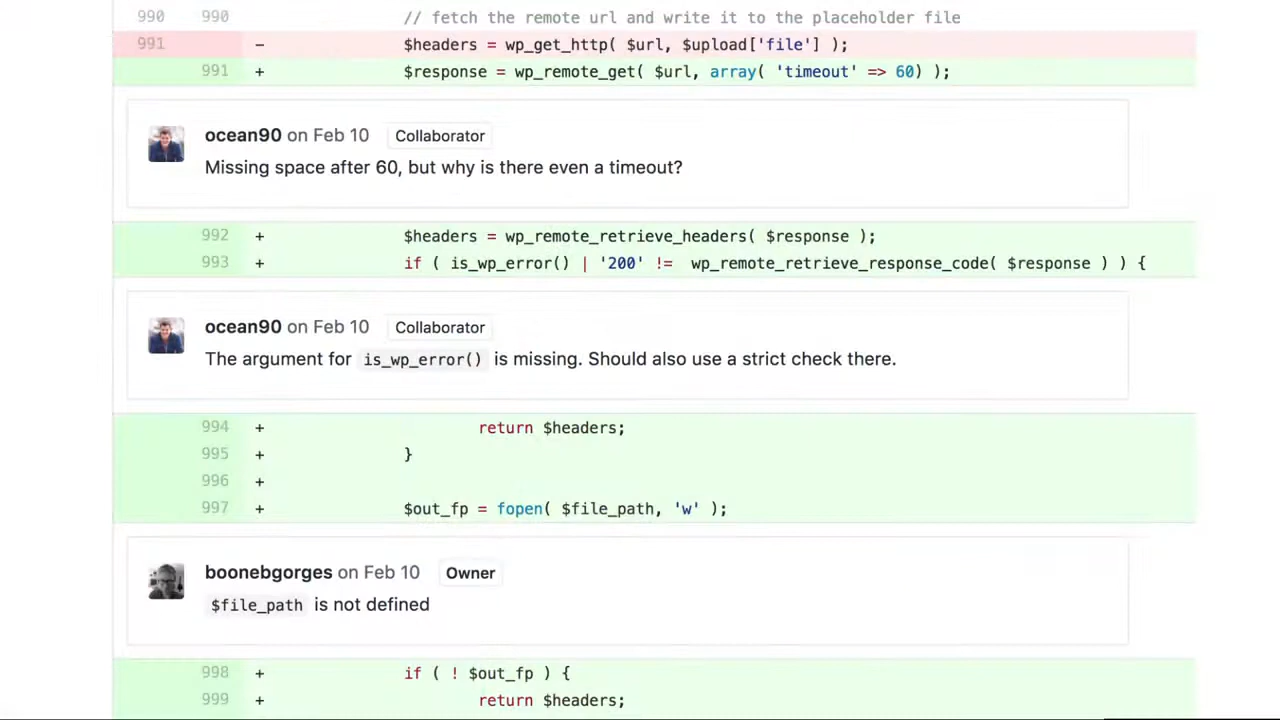 990 990 // fetch the remote url and write it to the placeholder file
991 - $headers = wp_get_http( $url, $upload['file'] );
991 + $response = wp_remote_get( $url, array( 'timeout' => 60) );
ocean90 on Feb 10 Collaborator
Missing space after 60, but why is there even a timeout?
992 + $headers = wp_remote_retrieve_headers( $response );
993 + if ( is_wp_error() | '200' != wp_remote_retrieve_response_code( $response ) ) {
ocean90 on Feb 10 Collaborator
The argument for is_wp_error() is missing. Should also use a strict check there.
994 + return $headers;
995 + }
996 +
997 + $out_fp = fopen( $file_path, 'w' );
boonebgorges on Feb 10 Owner
$file_path is not defined
998 + if ( ! $out_fp ) {
999 + return $headers;